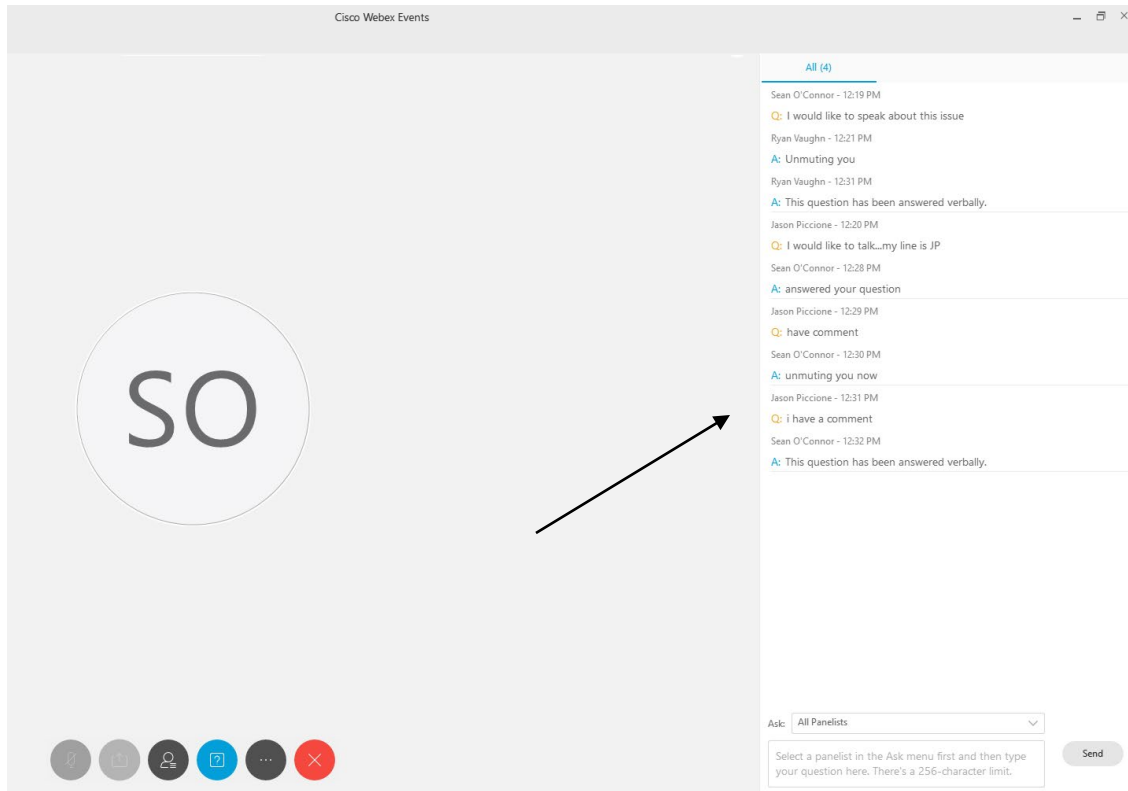 Cisco Webex Events
All (4)
Sean O'Connor - 12:19 PM
Q: I would like to speak about this issue
Ryan Vaughn - 12:21 PM
A: Unmuting you
Ryan Vaughn - 12:31 PM
A: This question has been answered verbally.
Jason Piccione - 12:20 PM
Q: I would like to talk...my line is JP
Sean O'Connor - 12:28 PM
A: answered your question
Jason Piccione - 12:29 PM
Q: have comment
Sean O'Connor - 12:30 PM
A: unmuting you now
Jason Piccione - 12:31 PM
Q: i have a comment
Sean O'Connor - 12:32 PM
A: This question has been answered verbally.
SO
Ask: All Panelists
Select a panelist in the Ask menu first and then type
your question here. There's a 256-character limit.
Send